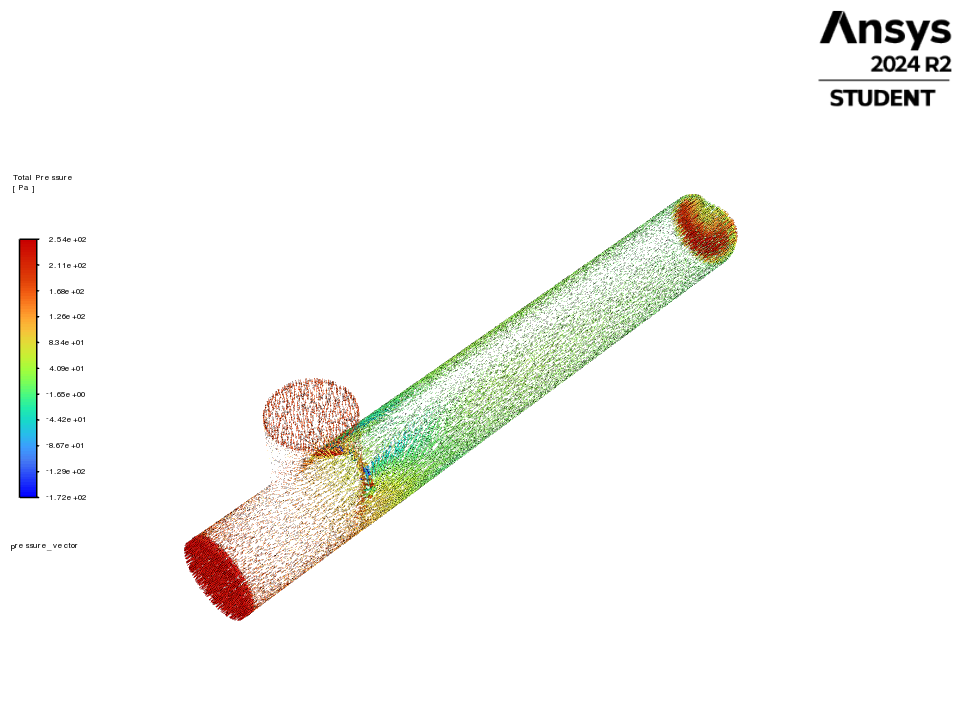 Ansys
2024 R2
STUDENT
Total Pressure
[ Pa ]
2.54e+02
2.11e+02
1.68e+02
1.26e+02
8.34e+01
4.09e+01
-1.65e+00
-4.42e+01
-8.67e+01
-1.29e+02
-1.72e+02
pressure_vector